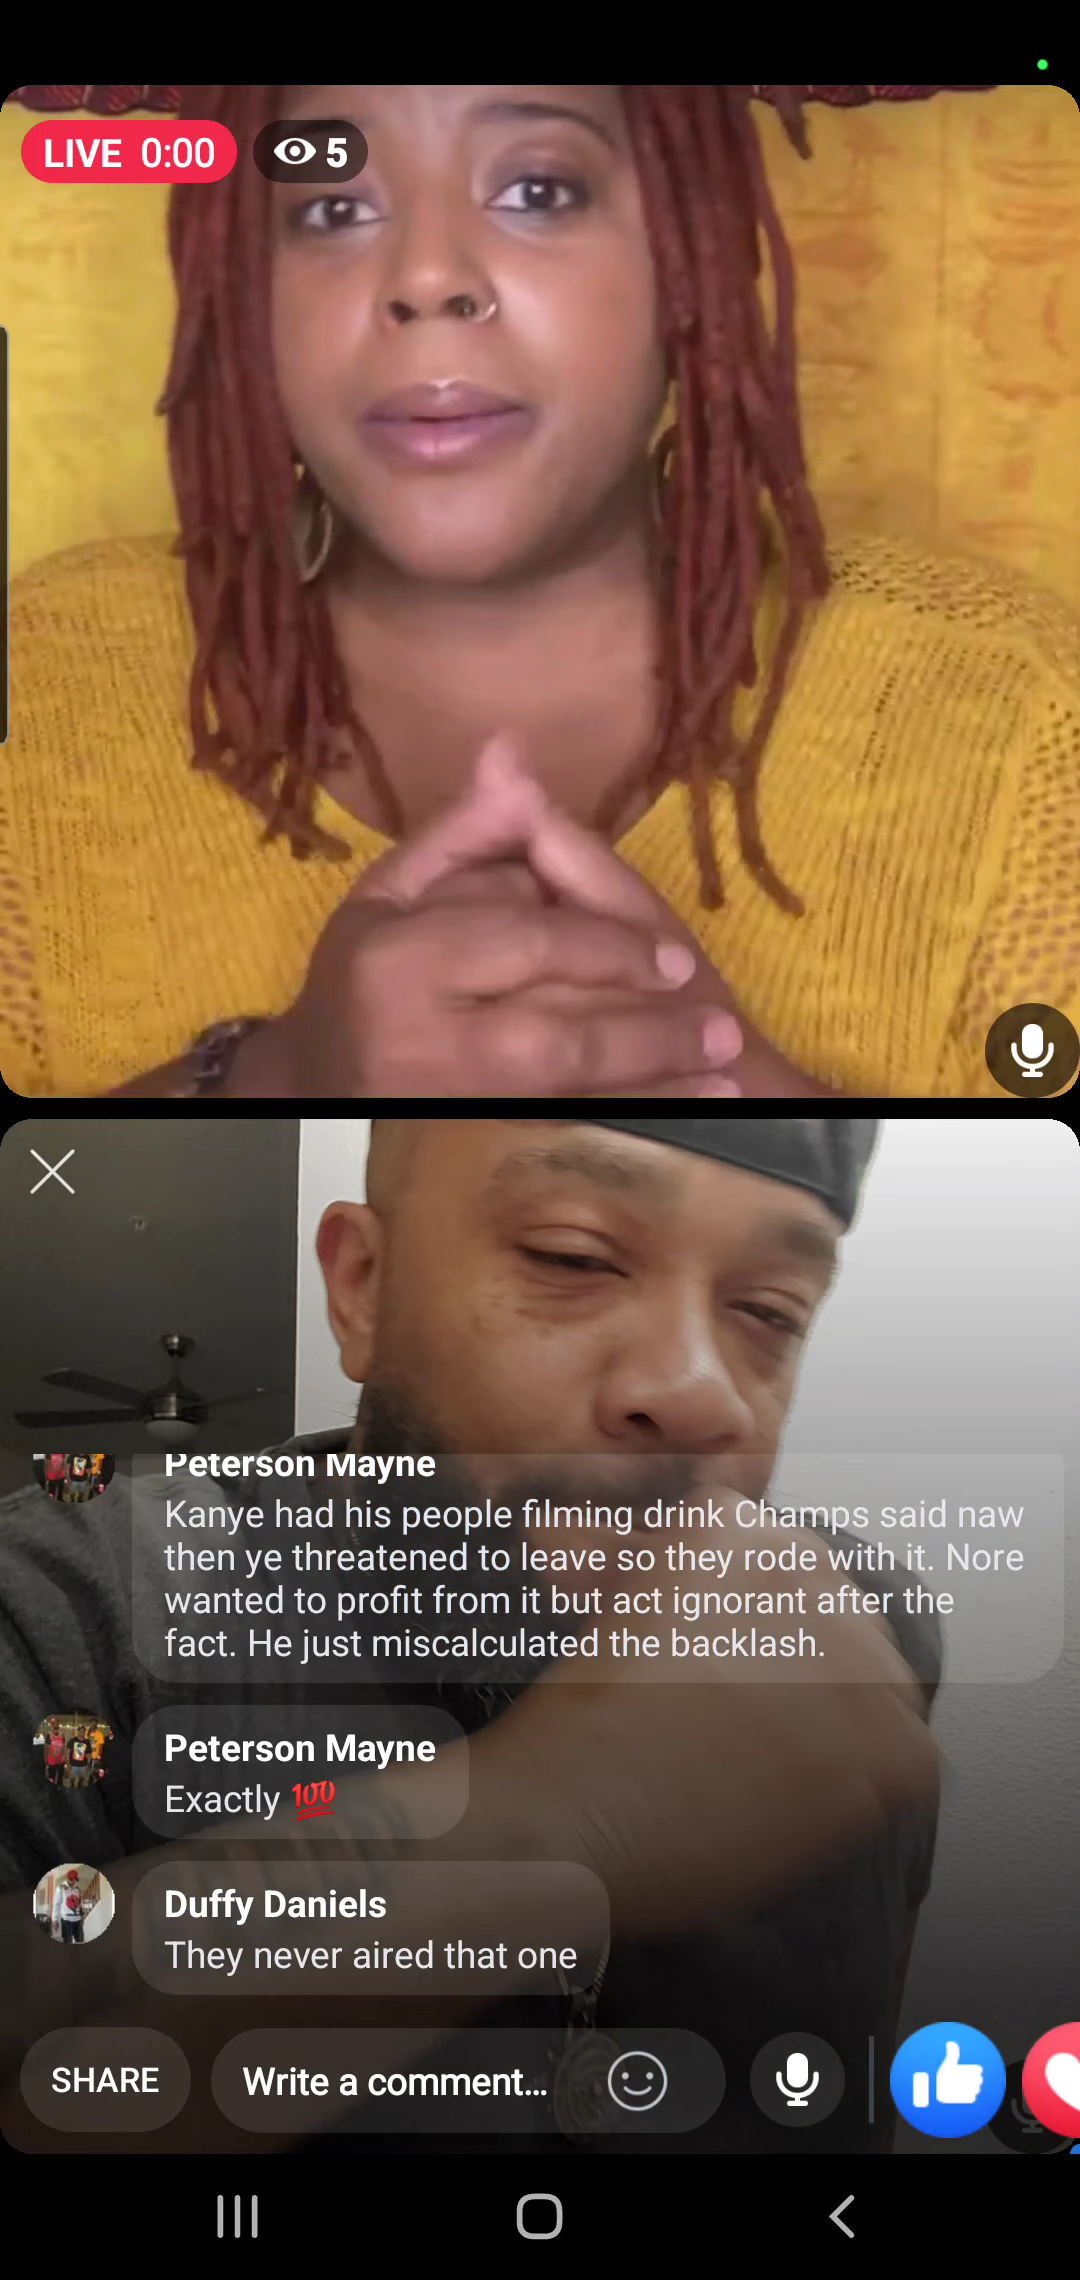 LIVE 0:00 5
Peterson Mayne
Kanye had his people filming drink Champs said naw
then ye threatened to leave so they rode with it. Nore
wanted to profit from it but act ignorant after the
fact. He just miscalculated the backlash.
Peterson Mayne
Exactly 💯
Duffy Daniels
They never aired that one
SHARE Write a comment...